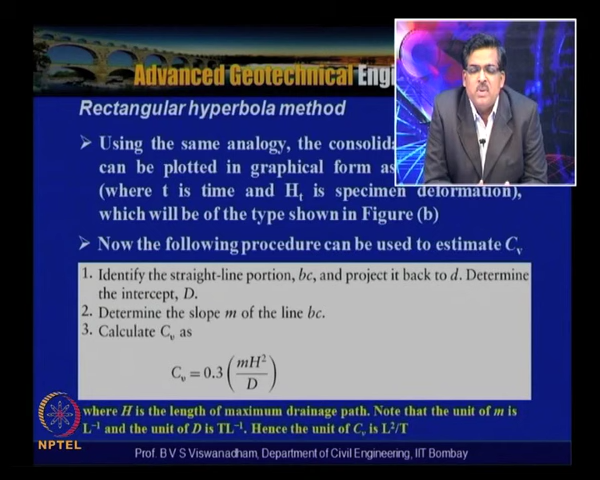 Advanced Geotechnical Engi
Rectangular hyperbola method
➤ Using the same analogy, the consolid
can be plotted in graphical form as
(where t is time and Hₜ is specimen deformation),
which will be of the type shown in Figure (b)
➤ Now the following procedure can be used to estimate Cᵥ
1. Identify the straight-line portion, bc, and project it back to d. Determine
the intercept, D.
2. Determine the slope m of the line bc.
3. Calculate Cᵥ as
Cᵥ = 0.3 (mH²/D)
where H is the length of maximum drainage path. Note that the unit of m is
L⁻¹ and the unit of D is TL⁻¹. Hence the unit of Cᵥ is L²/T
NPTEL
Prof. B V S Viswanadham, Department of Civil Engineering, IIT Bombay